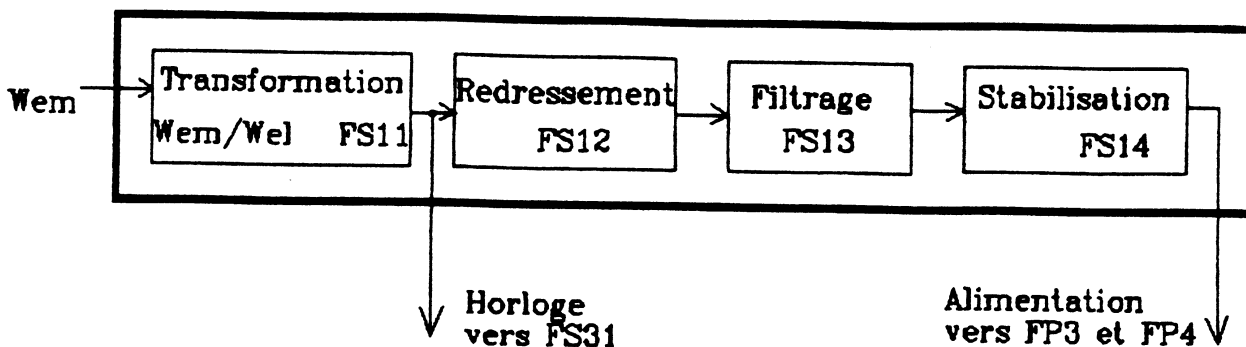 Wem
Transformation
Wem/Wel FS11
Redressement
FS12
Filtrage
FS13
Stabilisation
FS14
Horloge
vers FS31
Alimentation
vers FP3 et FP4